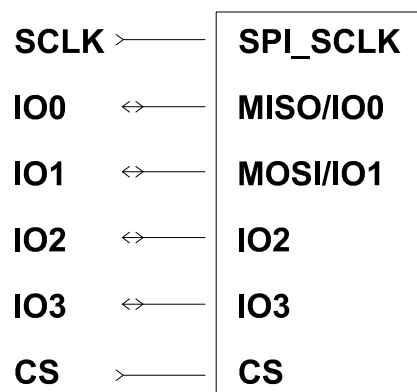 SCLK SPI_SCLK
IO0 MISO/IO0
IO1 MOSI/IO1
IO2 IO2
IO3 IO3
CS CS